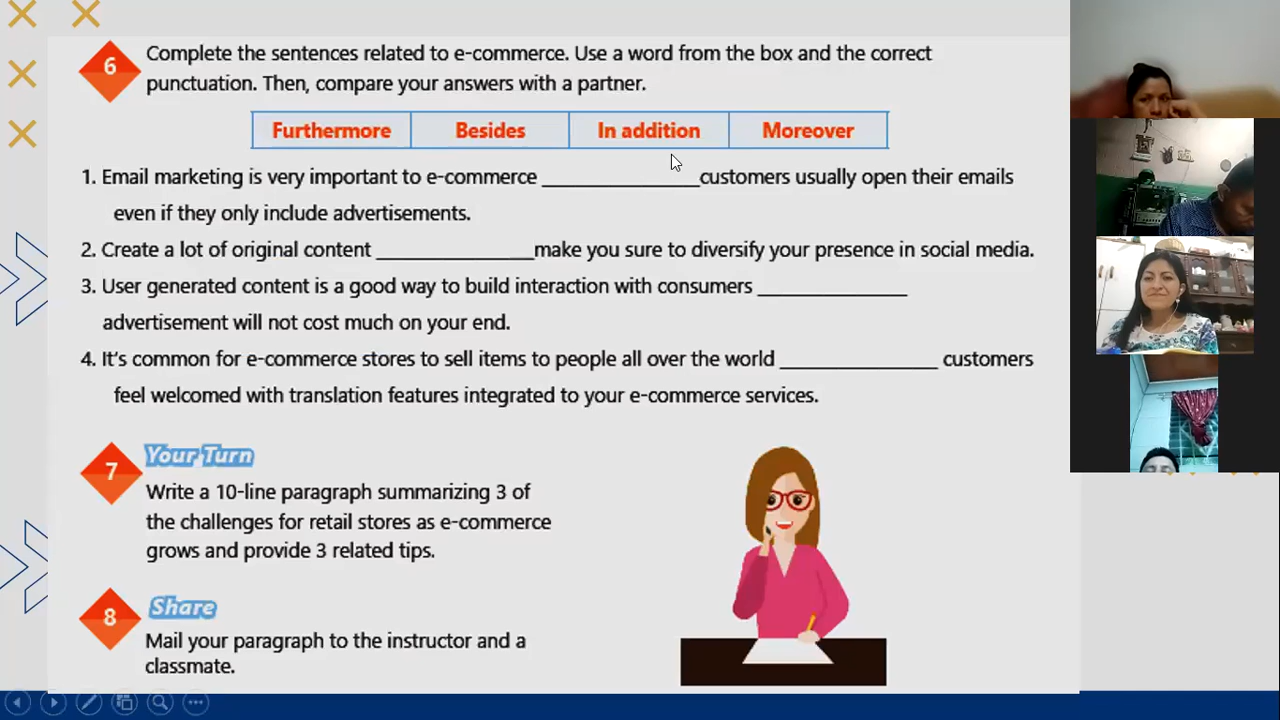 6
Complete the sentences related to e-commerce. Use a word from the box and the correct
punctuation. Then, compare your answers with a partner.
Furthermore Besides In addition Moreover
1. Email marketing is very important to e-commerce ______________customers usually open their emails
even if they only include advertisements.
2. Create a lot of original content ______________make you sure to diversify your presence in social media.
3. User generated content is a good way to build interaction with consumers ______________
advertisement will not cost much on your end.
4. It's common for e-commerce stores to sell items to people all over the world ______________ customers
feel welcomed with translation features integrated to your e-commerce services.
7
Your Turn
Write a 10-line paragraph summarizing 3 of
the challenges for retail stores as e-commerce
grows and provide 3 related tips.
8
Share
Mail your paragraph to the instructor and a
classmate.